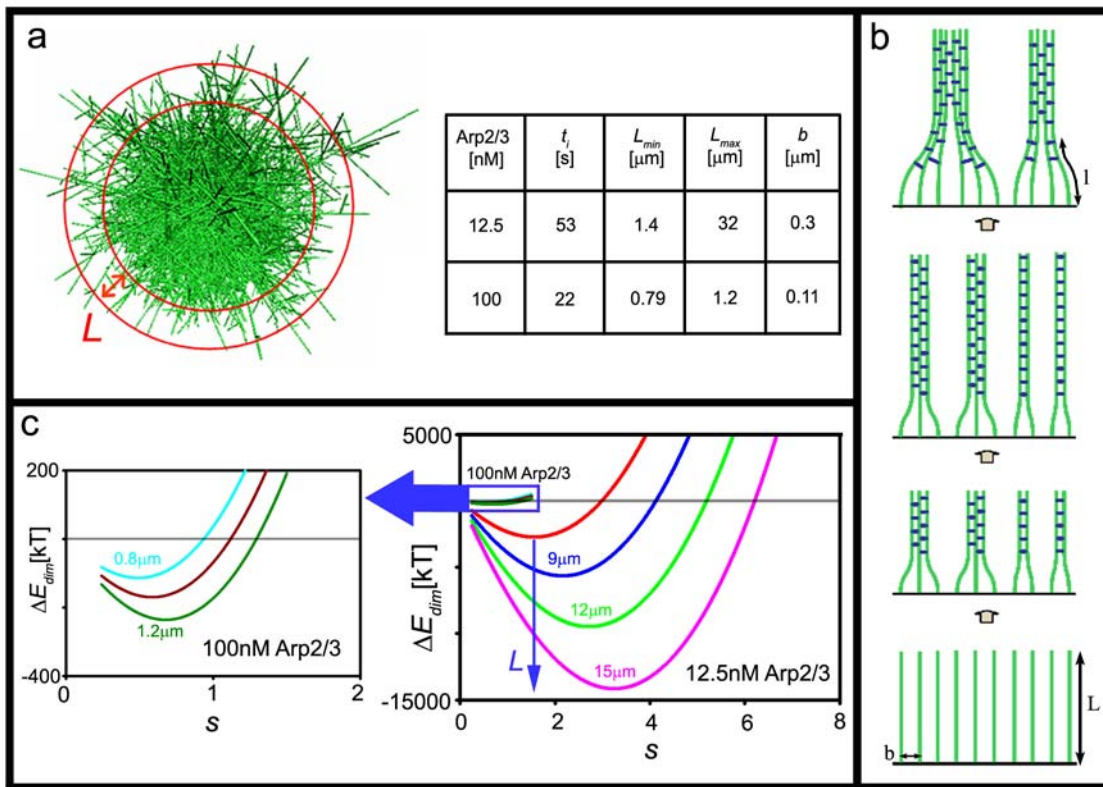 a
L
Arp2/3 [nM] t_i [s] L_min [μm] L_max [μm] b [μm]
12.5 53 1.4 32 0.3
100 22 0.79 1.2 0.11
b
l
L
b
c
200
-400
0 1 2
ΔE_dim[kT]
s
0.8μm
1.2μm
100nM Arp2/3
5000
-15000
0 2 4 6 8
ΔE_dim[kT]
s
100nM Arp2/3
9μm
12μm
15μm
L
12.5nM Arp2/3